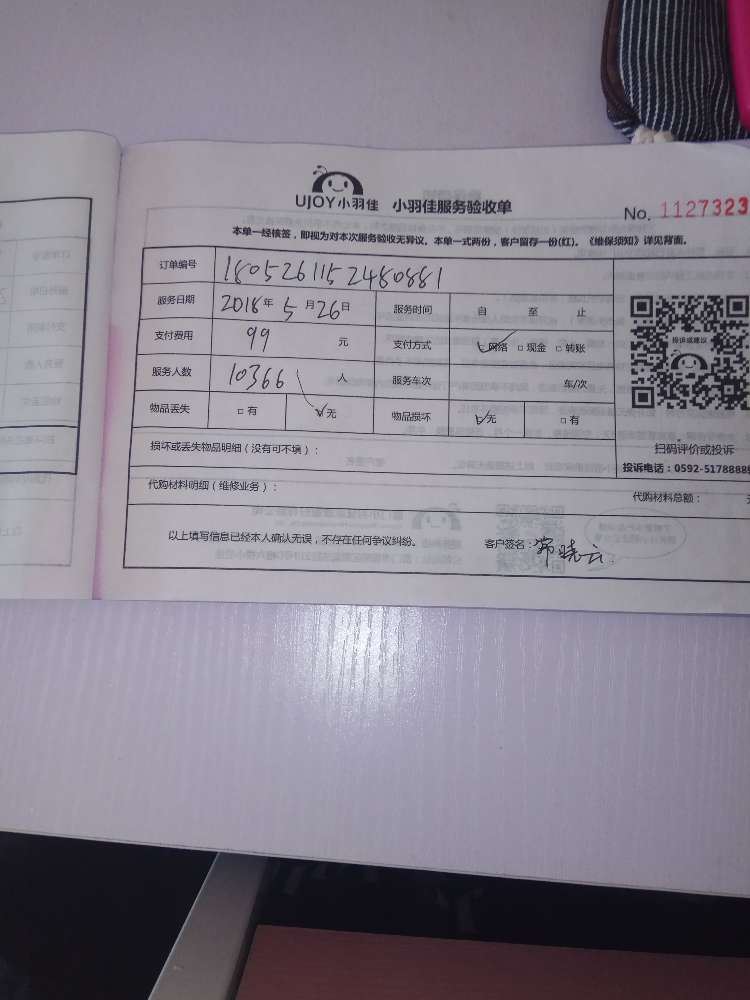 UJOY小羽佳 小羽佳服务验收单
No. 1127323
本单一经核签，即视为对本次服务验收无异议。本单一式两份，客户留存一份(红)。《维保须知》详见背面。
订单编号 1805261152480881
服务日期 2018年5月26日 服务时间 自 至 止
支付费用 99 元 支付方式 网络 □现金 □转账
服务人数 10366 人 服务车次 车/次
物品丢失 □有 无 物品损坏 无 □有
投诉或建议
扫码评价或投诉
投诉电话：0592-5178888
损坏或丢失物品明细（没有可不填）：
代购材料明细（维修业务）： 代购材料总额：
以上填写信息已经本人确认无误，不存在任何争议纠纷。 客户签名：常晓云